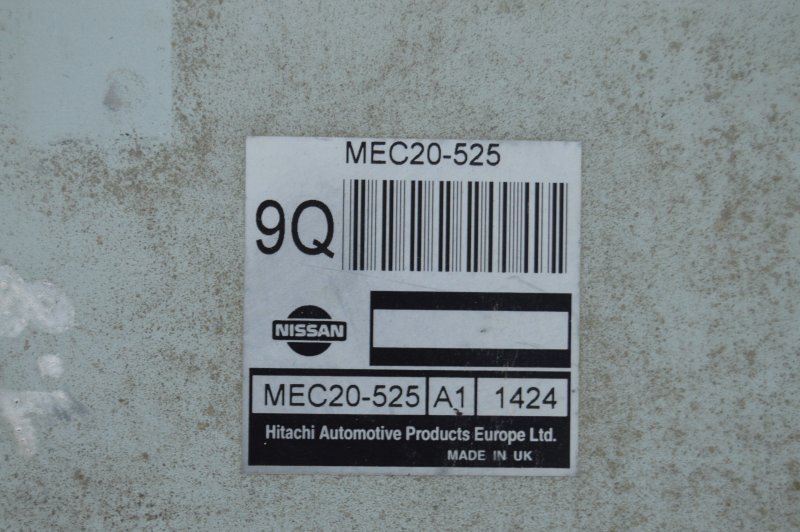 MEC20-525
9Q
NISSAN
MEC20-525 A1 1424
Hitachi Automotive Products Europe Ltd.
MADE IN UK